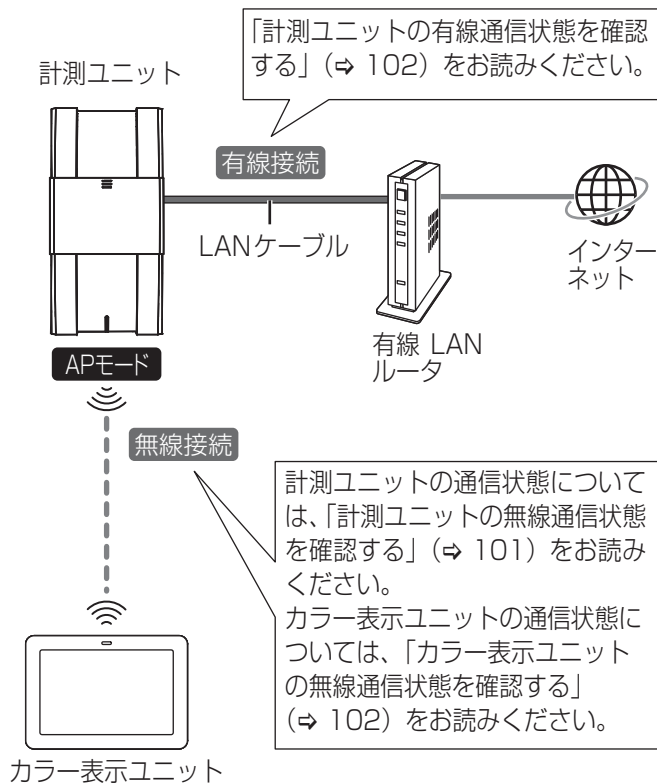 「計測ユニットの有線通信状態を確認
する」（⇨ 102）をお読みください。
計測ユニット
有線接続
LANケーブル
インター
ネット
有線 LAN
ルータ
APモード
無線接続
計測ユニットの通信状態について
は、「計測ユニットの無線通信状態
を確認する」（⇨ 101）をお読み
ください。
カラー表示ユニットの通信状態に
ついては、「カラー表示ユニット
の無線通信状態を確認する」
（⇨ 102）をお読みください。
カラー表示ユニット